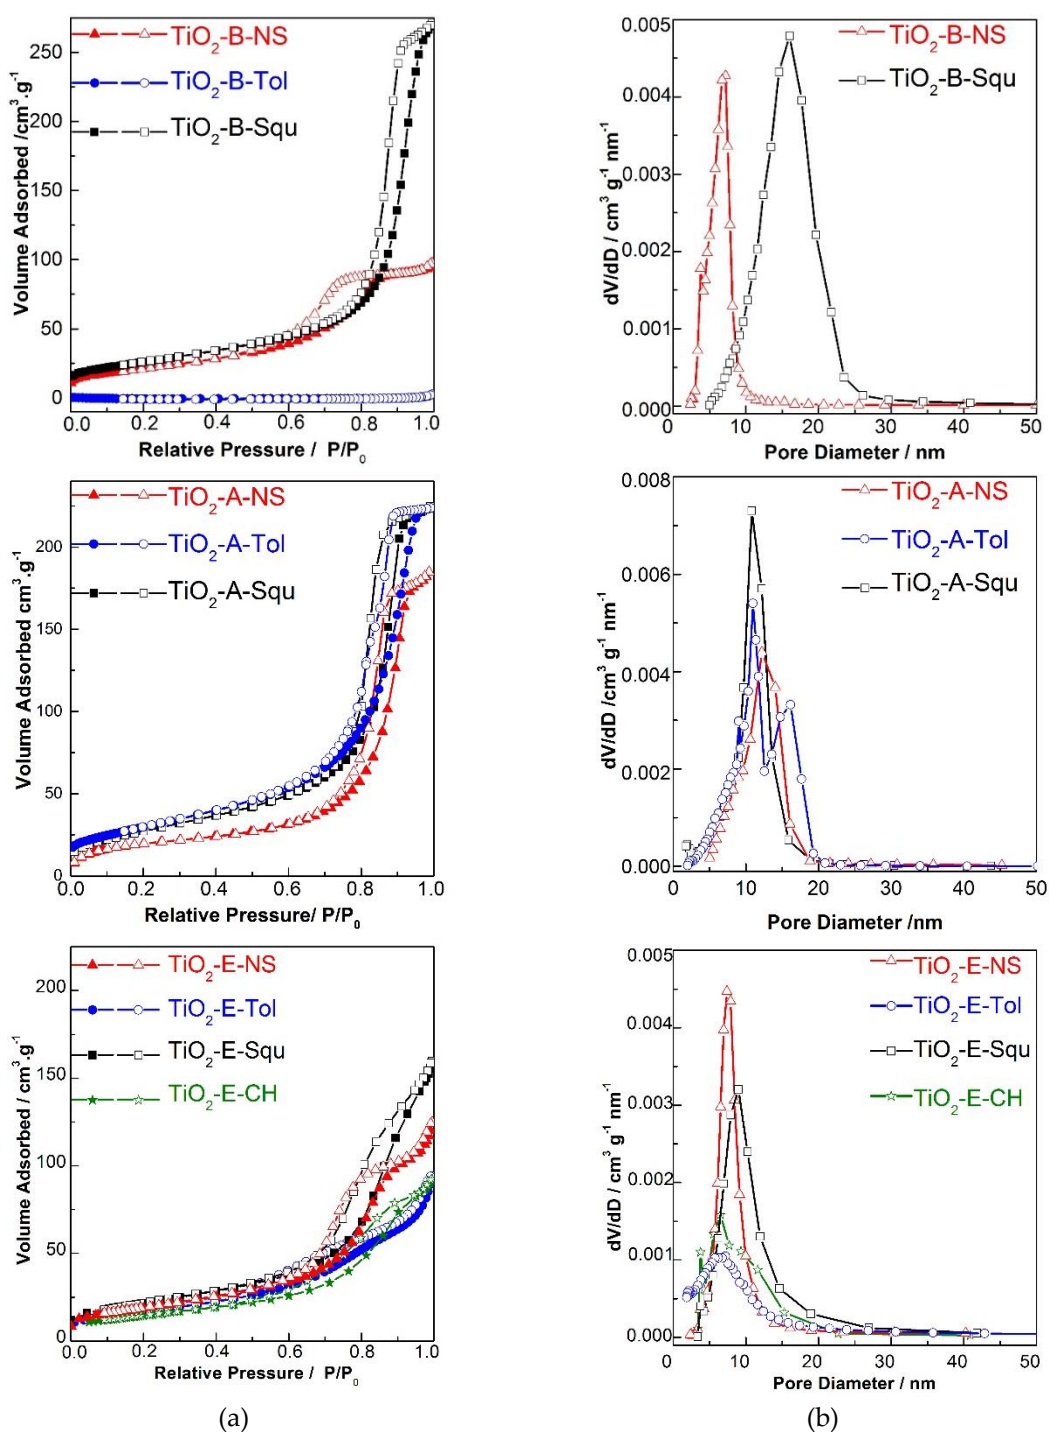 TiO2-B-NS
TiO2-B-Tol
TiO2-B-Squ
Volume Adsorbed /cm³.g⁻¹
250
200
150
100
50
0
0.0 0.2 0.4 0.6 0.8 1.0
Relative Pressure / P/P₀
TiO2-B-NS
TiO2-B-Squ
dV/dD / cm³ g⁻¹ nm⁻¹
0.005
0.004
0.003
0.002
0.001
0.000
0 10 20 30 40 50
Pore Diameter / nm
TiO2-A-NS
TiO2-A-Tol
TiO2-A-Squ
Volume Adsorbed cm³.g⁻¹
200
150
100
50
0
0.0 0.2 0.4 0.6 0.8 1.0
Relative Pressure/ P/P₀
TiO2-A-NS
TiO2-A-Tol
TiO2-A-Squ
dV/dD /cm³ g⁻¹ nm⁻¹
0.008
0.006
0.004
0.002
0.000
0 10 20 30 40 50
Pore Diameter /nm
TiO2-E-NS
TiO2-E-Tol
TiO2-E-Squ
TiO2-E-CH
Volume Adsorbed / cm³.g⁻¹
200
150
100
50
0
0.0 0.2 0.4 0.6 0.8 1.0
Relative Pressure / P/P₀
TiO2-E-NS
TiO2-E-Tol
TiO2-E-Squ
TiO2-E-CH
dV/dD / cm³ g⁻¹ nm⁻¹
0.005
0.004
0.003
0.002
0.001
0.000
0 10 20 30 40 50
Pore Diameter / nm
(a)
(b)